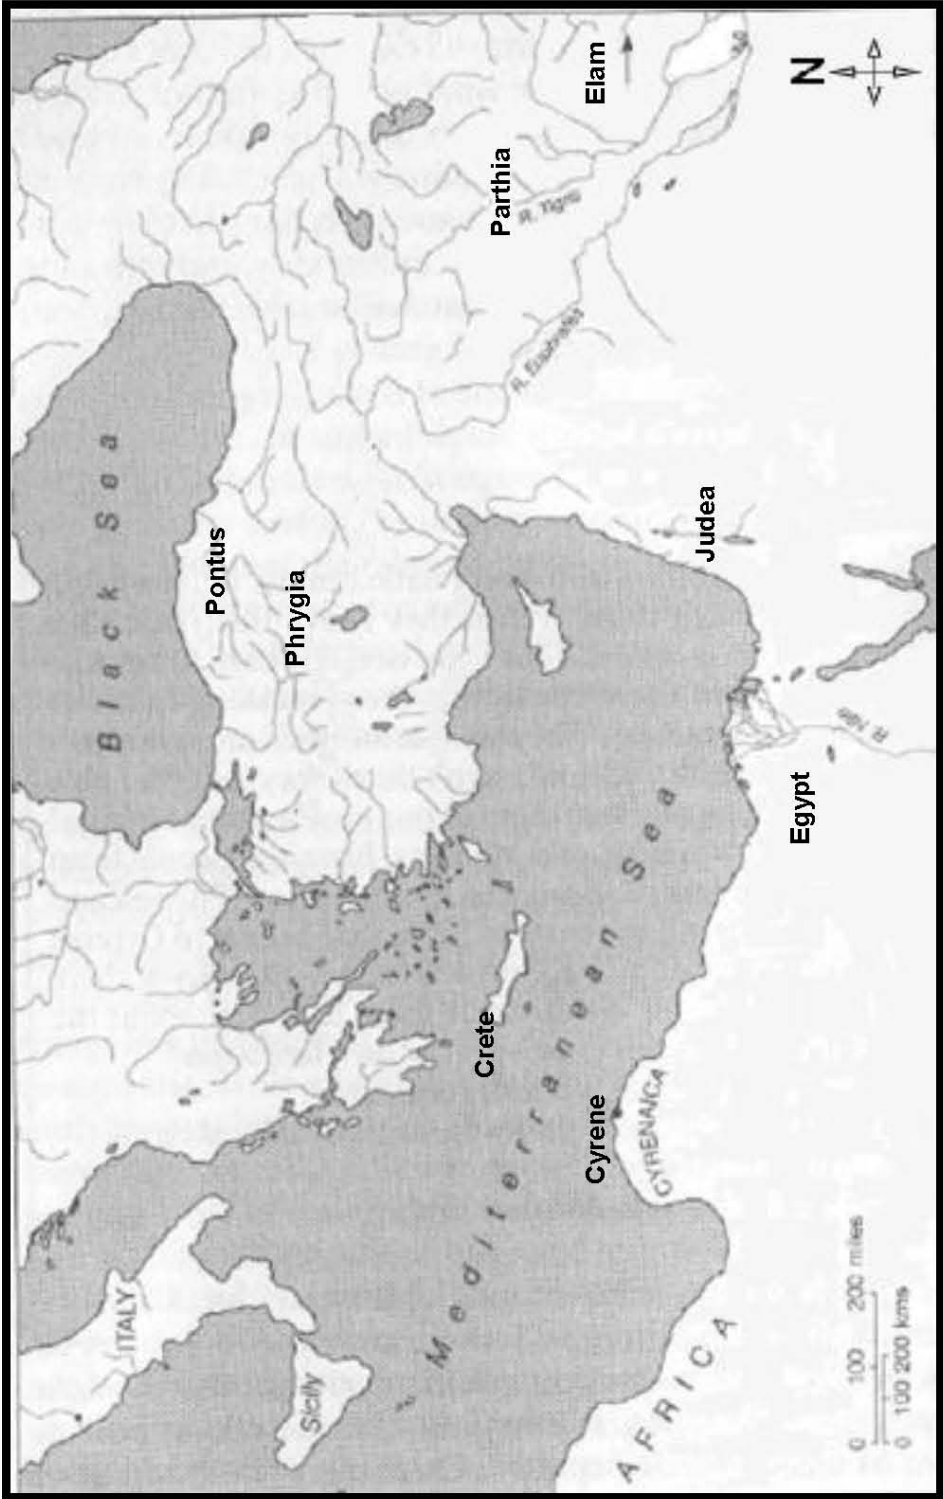 Black Sea
Pontus
Phrygia
Parthia
R. Tigris
Elam
N
R. Euphrates
Judea
ITALY
Sicily
Mediterranean Sea
Crete
Cyrene
CYRENAICA
Egypt
R. Nile
AFRICA
0 100 200 miles
0 100 200 kms